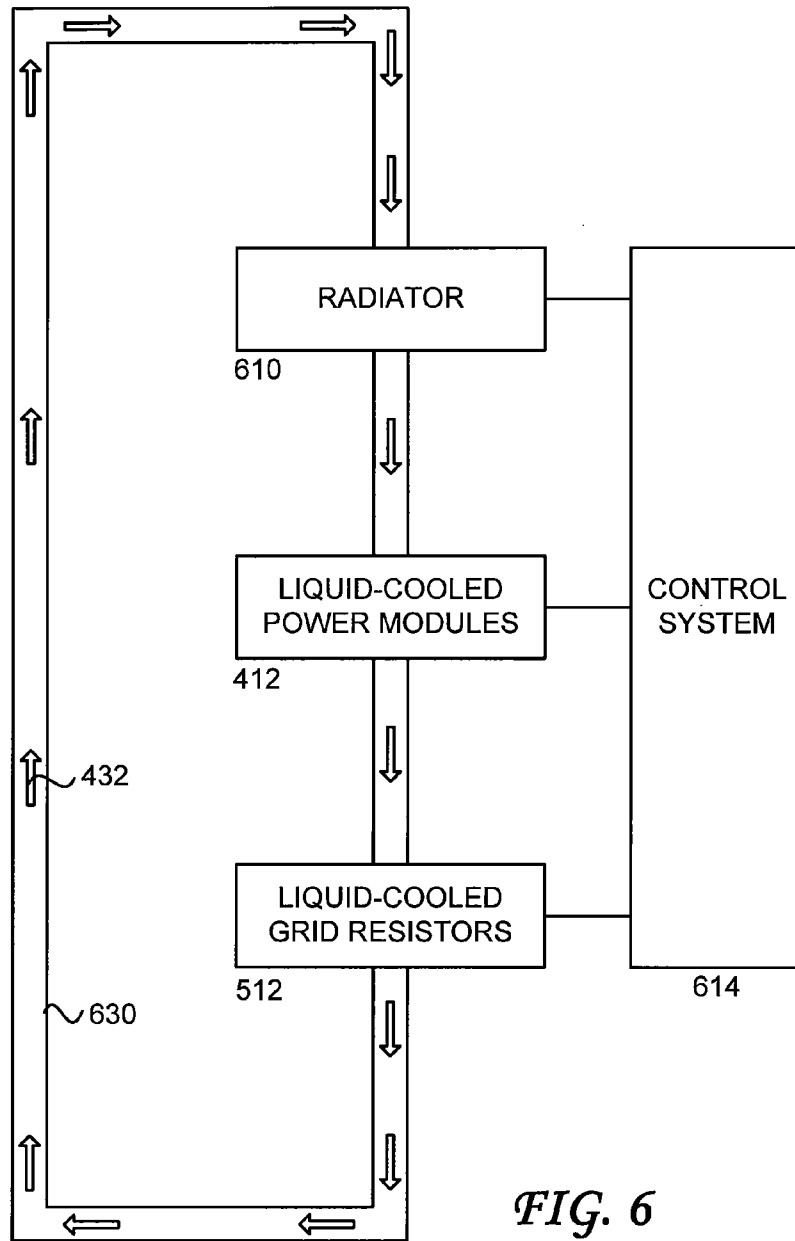 RADIATOR
610
LIQUID-COOLED
POWER MODULES
412
CONTROL
SYSTEM
432
LIQUID-COOLED
GRID RESISTORS
512
614
630
FIG. 6